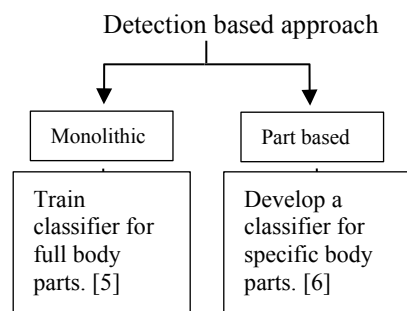 Detection based approach
Monolithic
Part based
Train
classifier for
full body
parts. [5]
Develop a
classifier for
specific body
parts. [6]